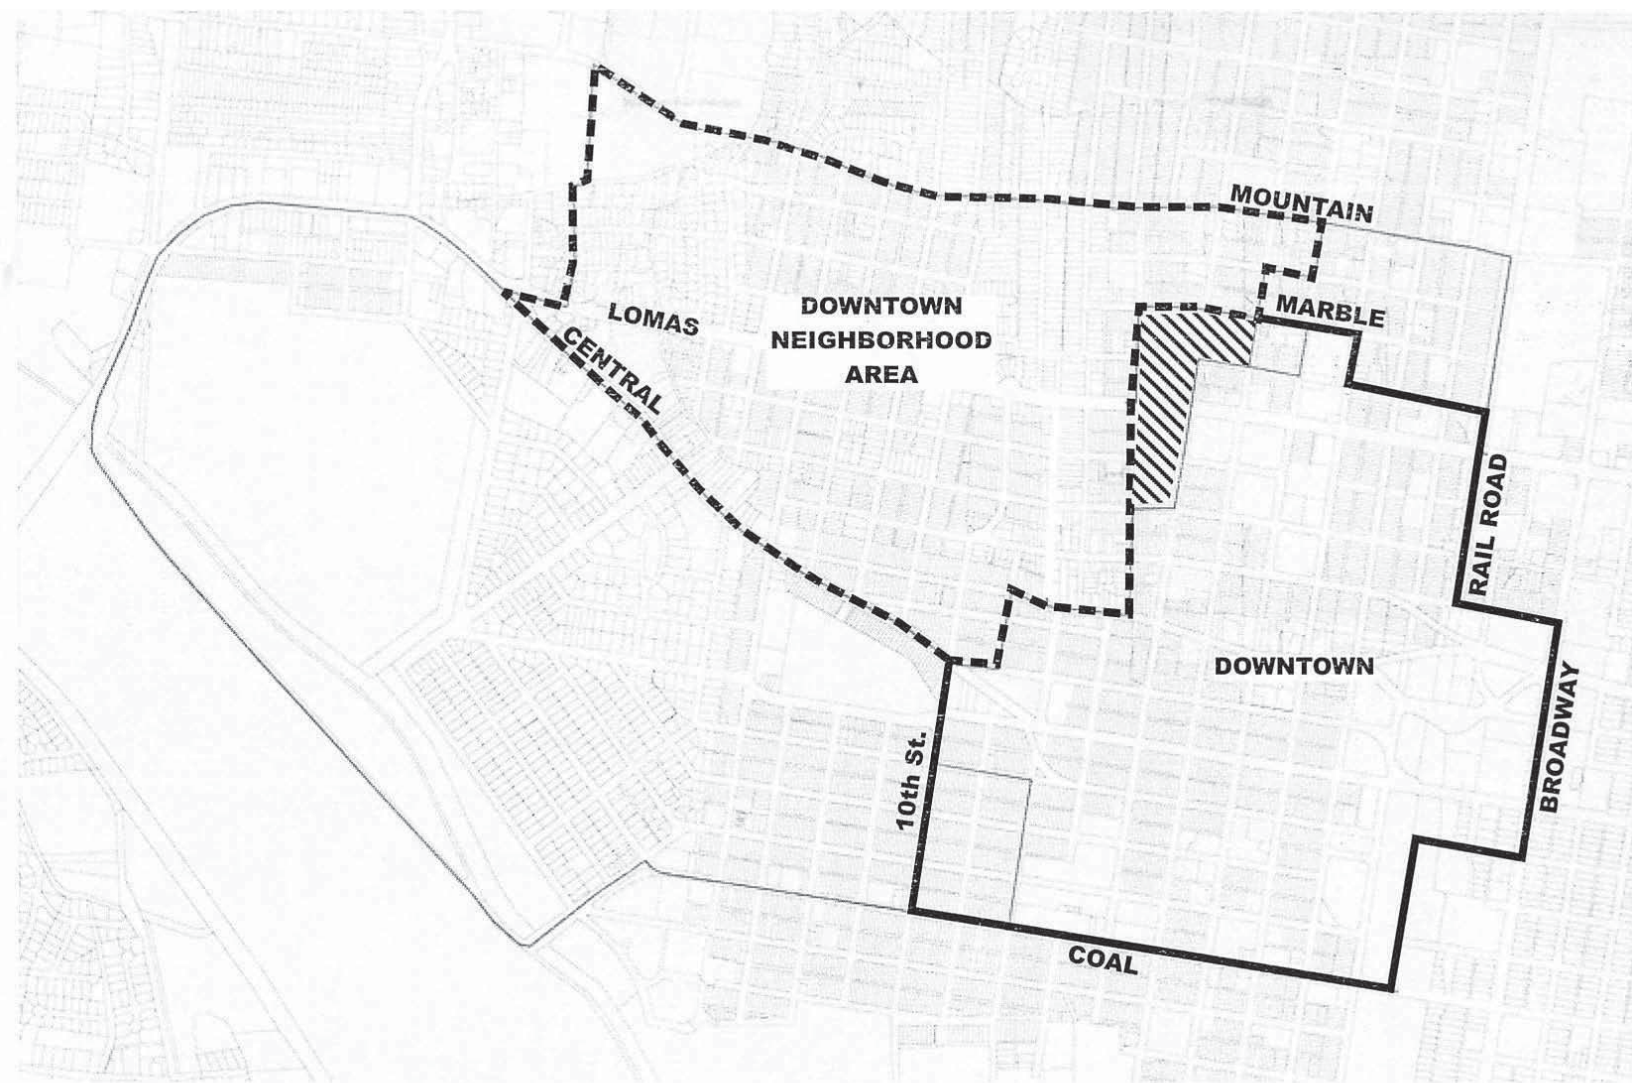 MOUNTAIN
MARBLE
LOMAS
DOWNTOWN
NEIGHBORHOOD
AREA
CENTRAL
RAIL ROAD
DOWNTOWN
BROADWAY
10th St.
COAL